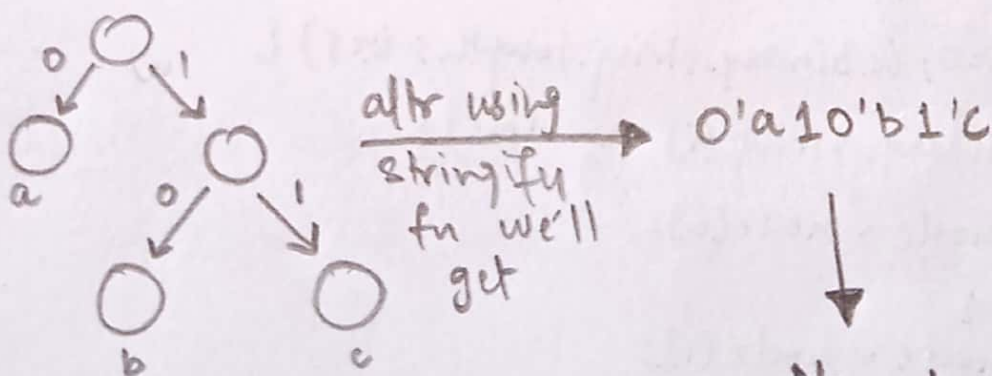 0 1
a
0 1
b c
after using
stringify
fn we'll
get
0'a10'b1'c